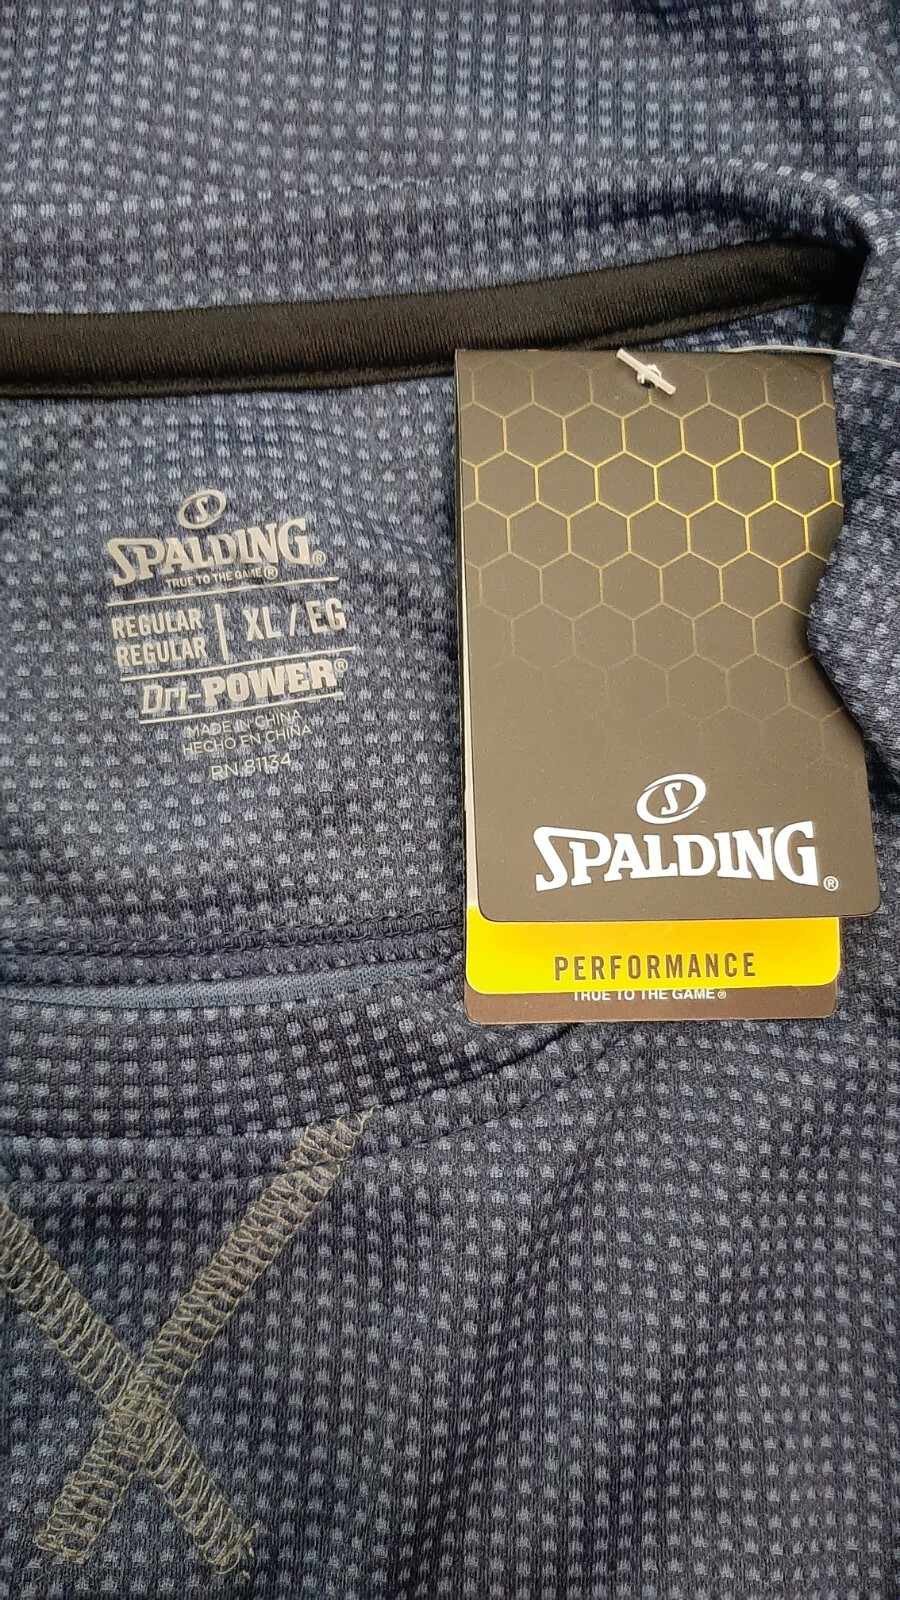 S
SPALDING®
TRUE TO THE GAME®
REGULAR
REGULAR
XL / EG
Dri-POWER®
MADE IN CHINA
HECHO EN CHINA
RN 81134
S
SPALDING®
PERFORMANCE
TRUE TO THE GAME®